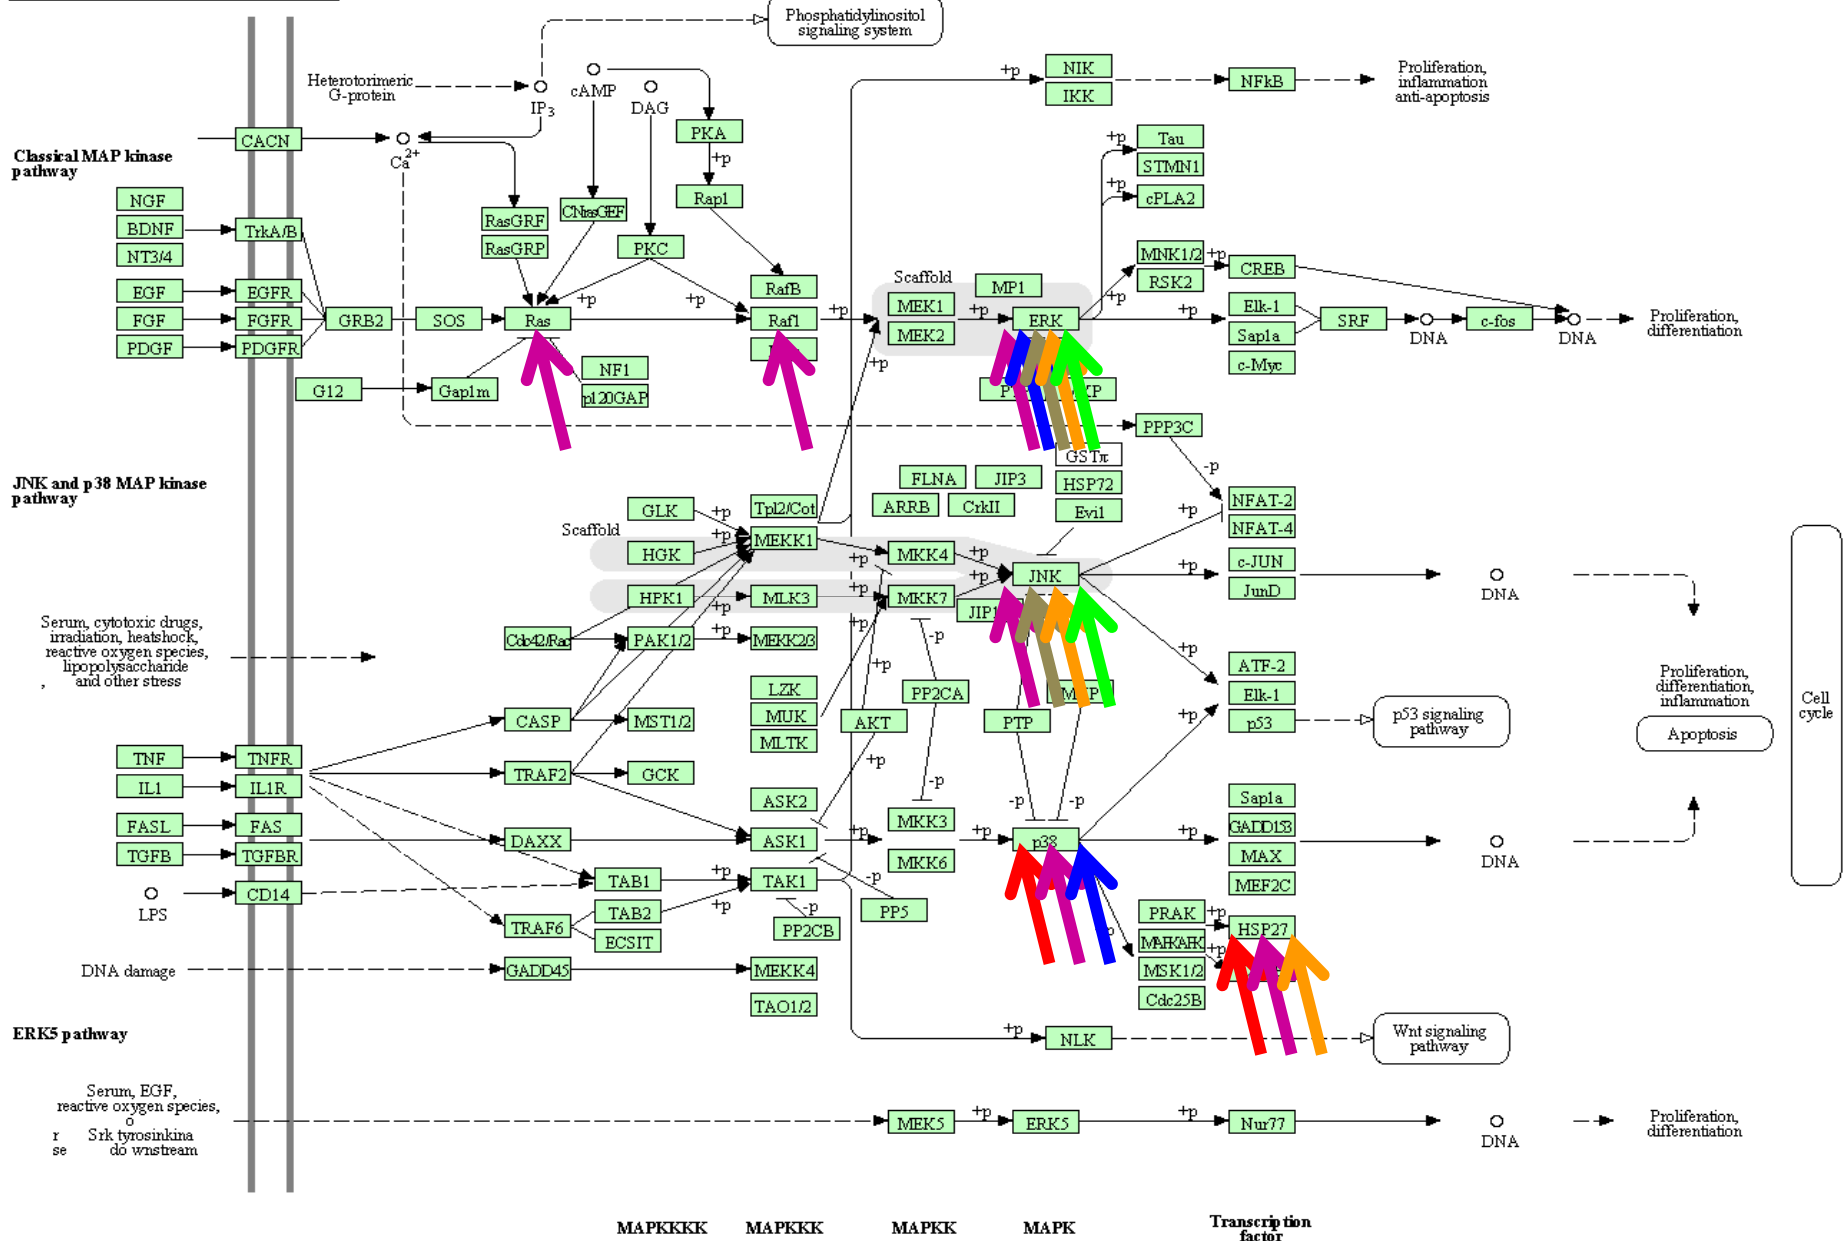 Phosphatidylinositol
signaling system
Heterotorimeric
G-protein
IP3
cAMP
DAG
+p
NIK
IKK
NFkB
Proliferation,
inflammation
anti-apoptosis
CACN
Ca2+
PKA
+p
+p
Tau
STMN1
Classical MAP kinase
pathway
NGF
BDNF
NT3/4
TrkA/B
RasGRF
RasGRP
CNrasGEF
PKC
Rap1
+p
cPLA2
MNK1/2
RSK2
+p
CREB
EGF
EGFR
FGF
FGFR
PDGF
PDGFR
GRB2
SOS
Ras
+p
+p
RafB
Raf1
+p
Scaffold
MEK1
MEK2
MP1
+p
ERK
+p
+p
Elk-1
Sap1a
c-Myc
SRF
DNA
c-fos
DNA
Proliferation,
differentiation
G12
Gap1m
NF1
p120GAP
+p
PPP3C
-p
JNK and p38 MAP kinase
pathway
GSTπ
HSP72
Evi1
FLNA
JIP3
ARRB
CrkII
NFAT-2
NFAT-4
+p
Scaffold
GLK
HGK
+p
+p
Tpl2/Cot
MEKK1
+p
MKK4
+p
JNK
+p
c-JUN
JunD
DNA
HPK1
+p
MLK3
+p
MKK7
+p
Serum, cytotoxic drugs,
irradiation, heatshock,
reactive oxygen species,
lipopolysaccharide
, and other stress
Cdc42/Rac
PAK1/2
+p
MEKK2/3
+p
-p
+p
+p
ATF-2
Elk-1
p53
LZK
MUK
MLTK
PP2CA
AKT
PTP
CASP
MST1/2
+p
p53 signaling
pathway
Proliferation,
differentiation,
inflammation
Apoptosis
Cell
cycle
TNF
TNFR
IL1
IL1R
TRAF2
GCK
+p
-p
-p
-p
ASK2
MKK3
MKK6
FASL
FAS
TGFB
TGFBR
DAXX
ASK1
+p
+p
p38
+p
Sap1a
GADD153
MAX
MEF2C
DNA
LPS
CD14
TAB1
+p
TAK1
-p
TAB2
ECSIT
+p
-p
PP2CB
PP5
TRAF6
PRAK
MAPKAPK
MSK1/2
Cdc25B
+p
+p
HSP27
DNA damage
GADD45
MEKK4
TAO1/2
ERK5 pathway
+p
NLK
Wnt signaling
pathway
Serum, EGF,
reactive oxygen species,
o
r Srk tyrosinkina
se do wnstream
MEK5
+p
ERK5
+p
Nur77
DNA
Proliferation,
differentiation
MAPKKKK
MAPKKK
MAPKK
MAPK
Transcription
factor